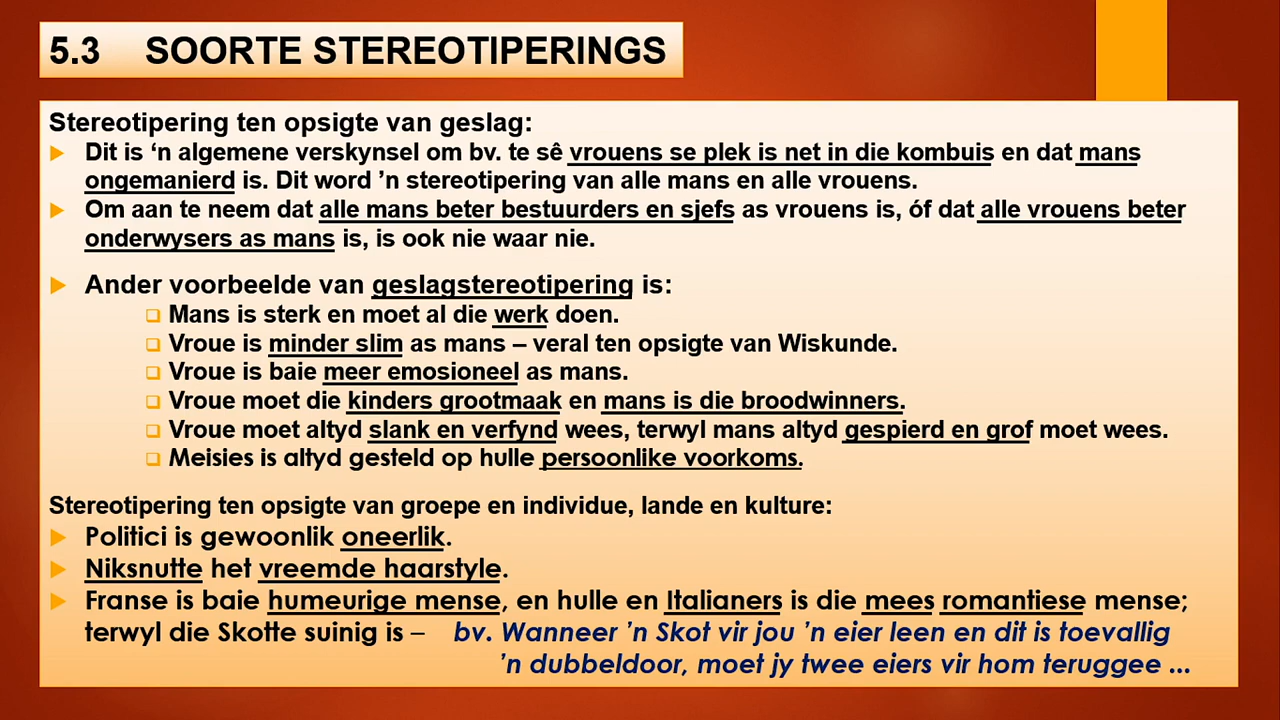 5.3 SOORTE STEREOTIPERINGS
Stereotipering ten opsigte van geslag:
Dit is ‘n algemene verskynsel om bv. te sê vrouens se plek is net in die kombuis en dat mans
ongemanierd is. Dit word ’n stereotipering van alle mans en alle vrouens.
Om aan te neem dat alle mans beter bestuurders en sjefs as vrouens is, óf dat alle vrouens beter
onderwysers as mans is, is ook nie waar nie.
Ander voorbeelde van geslagstereotipering is:
Mans is sterk en moet al die werk doen.
Vroue is minder slim as mans – veral ten opsigte van Wiskunde.
Vroue is baie meer emosioneel as mans.
Vroue moet die kinders grootmaak en mans is die broodwinners.
Vroue moet altyd slank en verfynd wees, terwyl mans altyd gespierd en grof moet wees.
Meisies is altyd gesteld op hulle persoonlike voorkoms.
Stereotipering ten opsigte van groepe en individue, lande en kulture:
Politici is gewoonlik oneerlik.
Niksnutte het vreemde haarstyle.
Franse is baie humeurige mense, en hulle en Italianers is die mees romantiese mense;
terwyl die Skotte suinig is – bv. Wanneer ’n Skot vir jou ’n eier leen en dit is toevallig
’n dubbeldoor, moet jy twee eiers vir hom teruggee ...